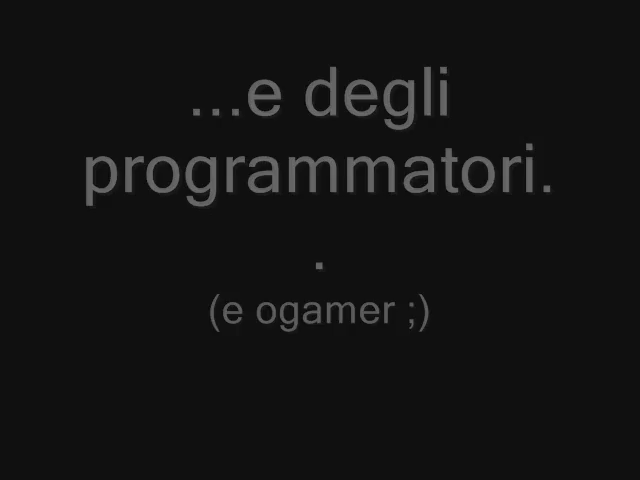 ...e degli
programmatori.
.
(e ogamer ;)